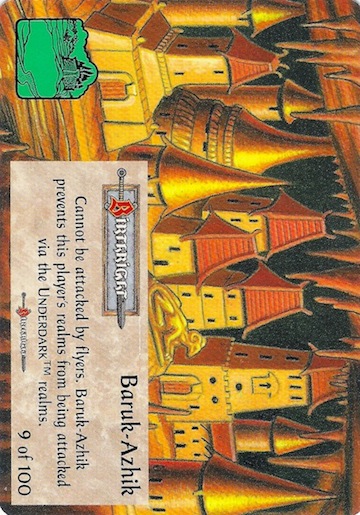 Baruk-Azhik
BIRTHRIGHT
Cannot be attacked by flyers. Baruk-Azhik
prevents this player's realms from being attacked
via the UNDERDARK™ realms.
BIRTHRIGHT
9 of 100